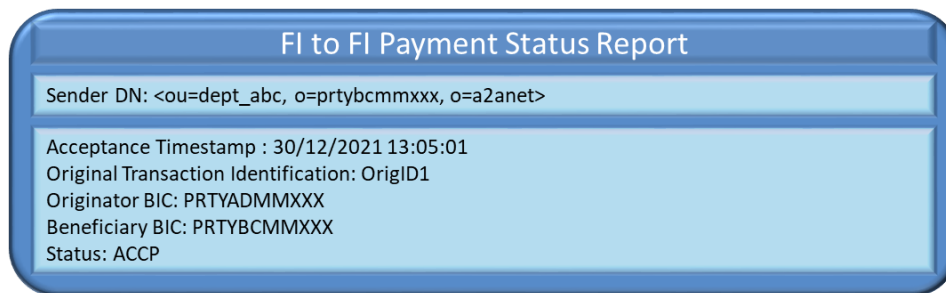 FI to FI Payment Status Report
Sender DN: <ou=dept_abc, o=prtybcmmxxx, o=a2anet>
Acceptance Timestamp : 30/12/2021 13:05:01
Original Transaction Identification: OrigID1
Originator BIC: PRTYADMMXXX
Beneficiary BIC: PRTYBCMMXXX
Status: ACCP